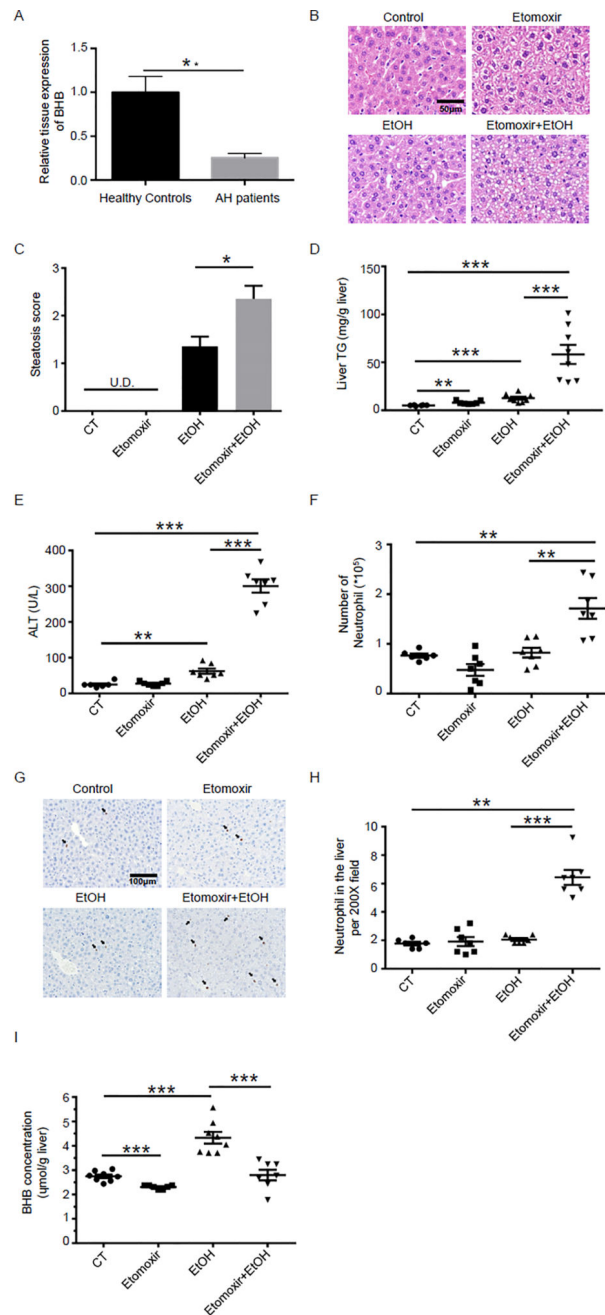 A
Relative tissue expression
of BHB
1.5
1.0
0.5
0.0
**
Healthy Controls
AH patients
B
Control
Etomoxir
50µm
EtOH
Etomoxir+EtOH
C
Steatosis score
3
2
1
0
U.D.
*
CT
Etomoxir
EtOH
Etomoxir+EtOH
D
Liver TG (mg/g liver)
150
100
50
0
***
***
***
**
CT
Etomoxir
EtOH
Etomoxir+EtOH
E
ALT (U/L)
400
300
200
100
0
***
***
**
CT
Etomoxir
EtOH
Etomoxir+EtOH
F
Number of
Neutrophil (*10⁵)
3
2
1
0
**
**
CT
Etomoxir
EtOH
Etomoxir+EtOH
G
Control
Etomoxir
100µm
EtOH
Etomoxir+EtOH
H
Neutrophil in the liver
per 200X field
10
8
6
4
2
0
**
***
CT
Etomoxir
EtOH
Etomoxir+EtOH
I
BHB concentration
(ųmol/g liver)
6
5
4
3
2
1
0
***
***
***
CT
Etomoxir
EtOH
Etomoxir+EtOH